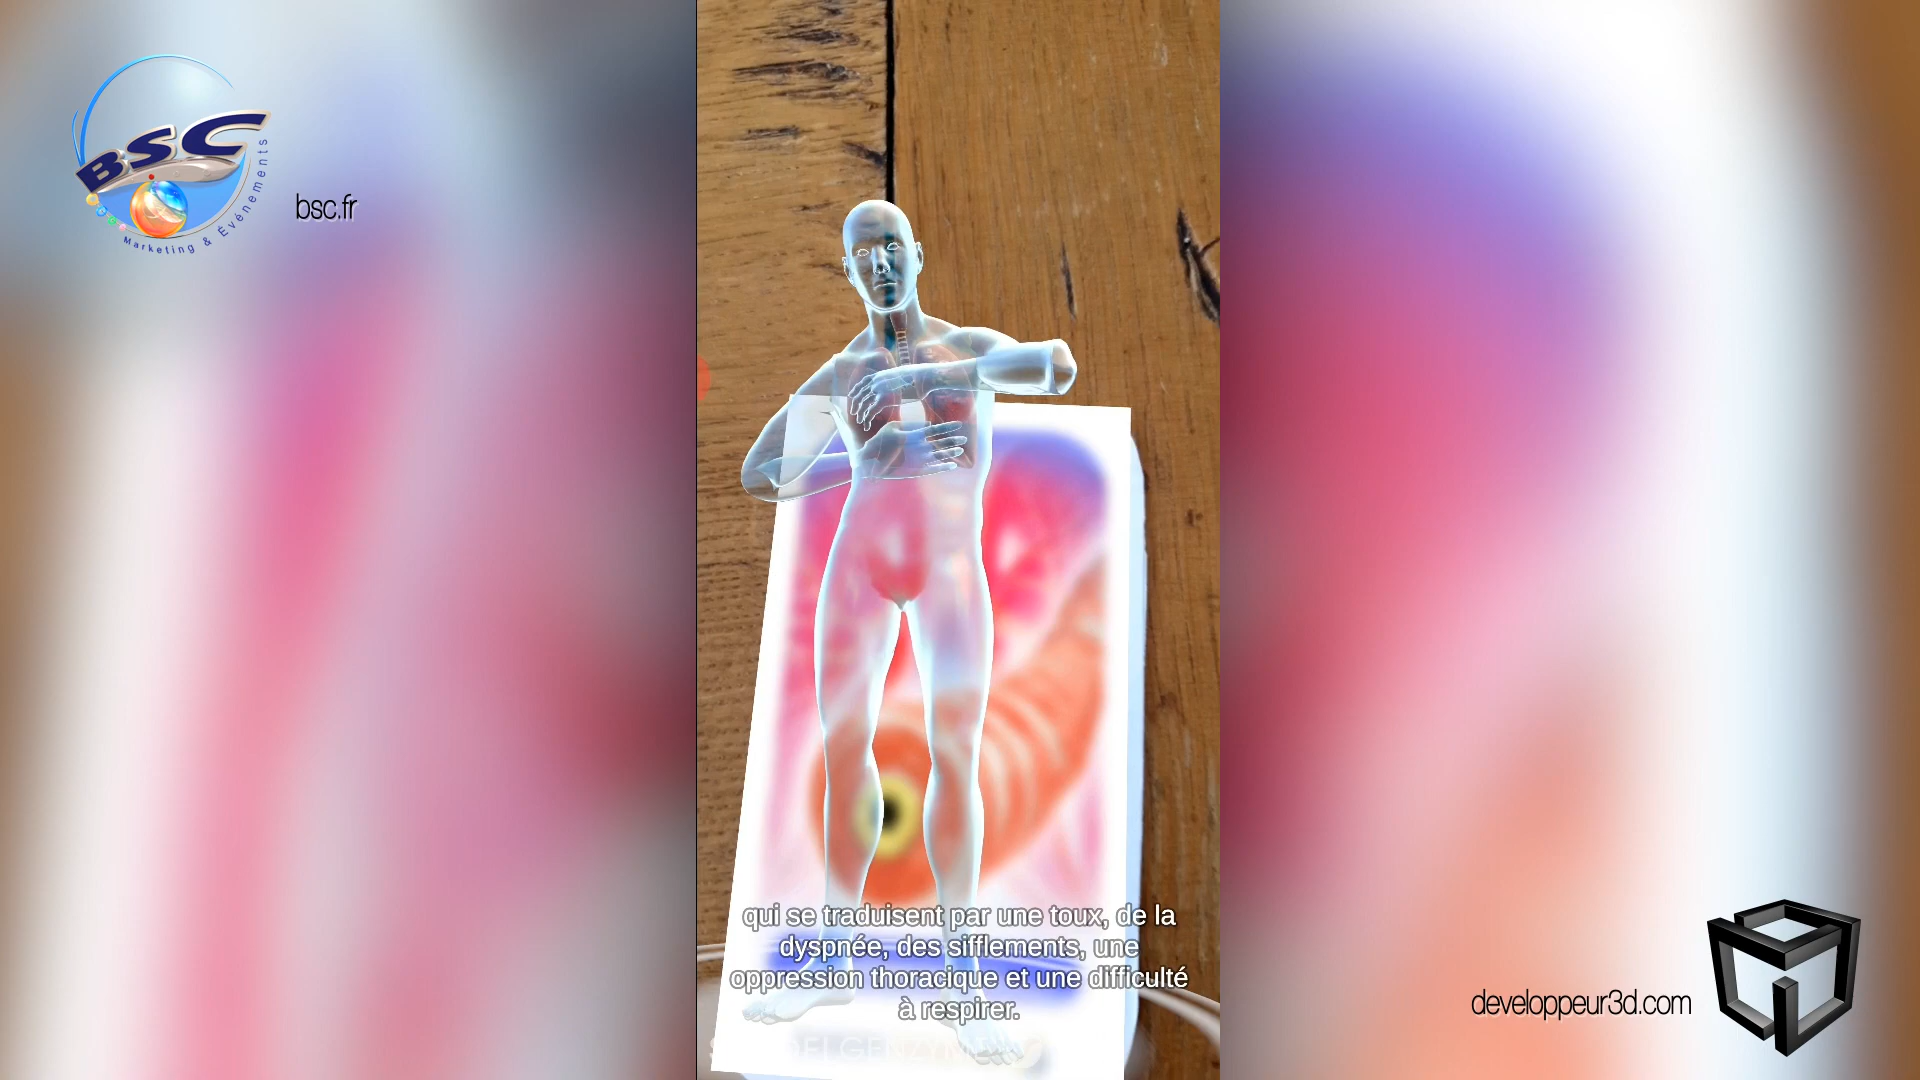 BSC
Marketing & Événements
bsc.fr
qui se traduisent par une toux, de la
dyspnée, des sifflements, une
oppression thoracique et une difficulté
à respirer.
developpeur3d.com